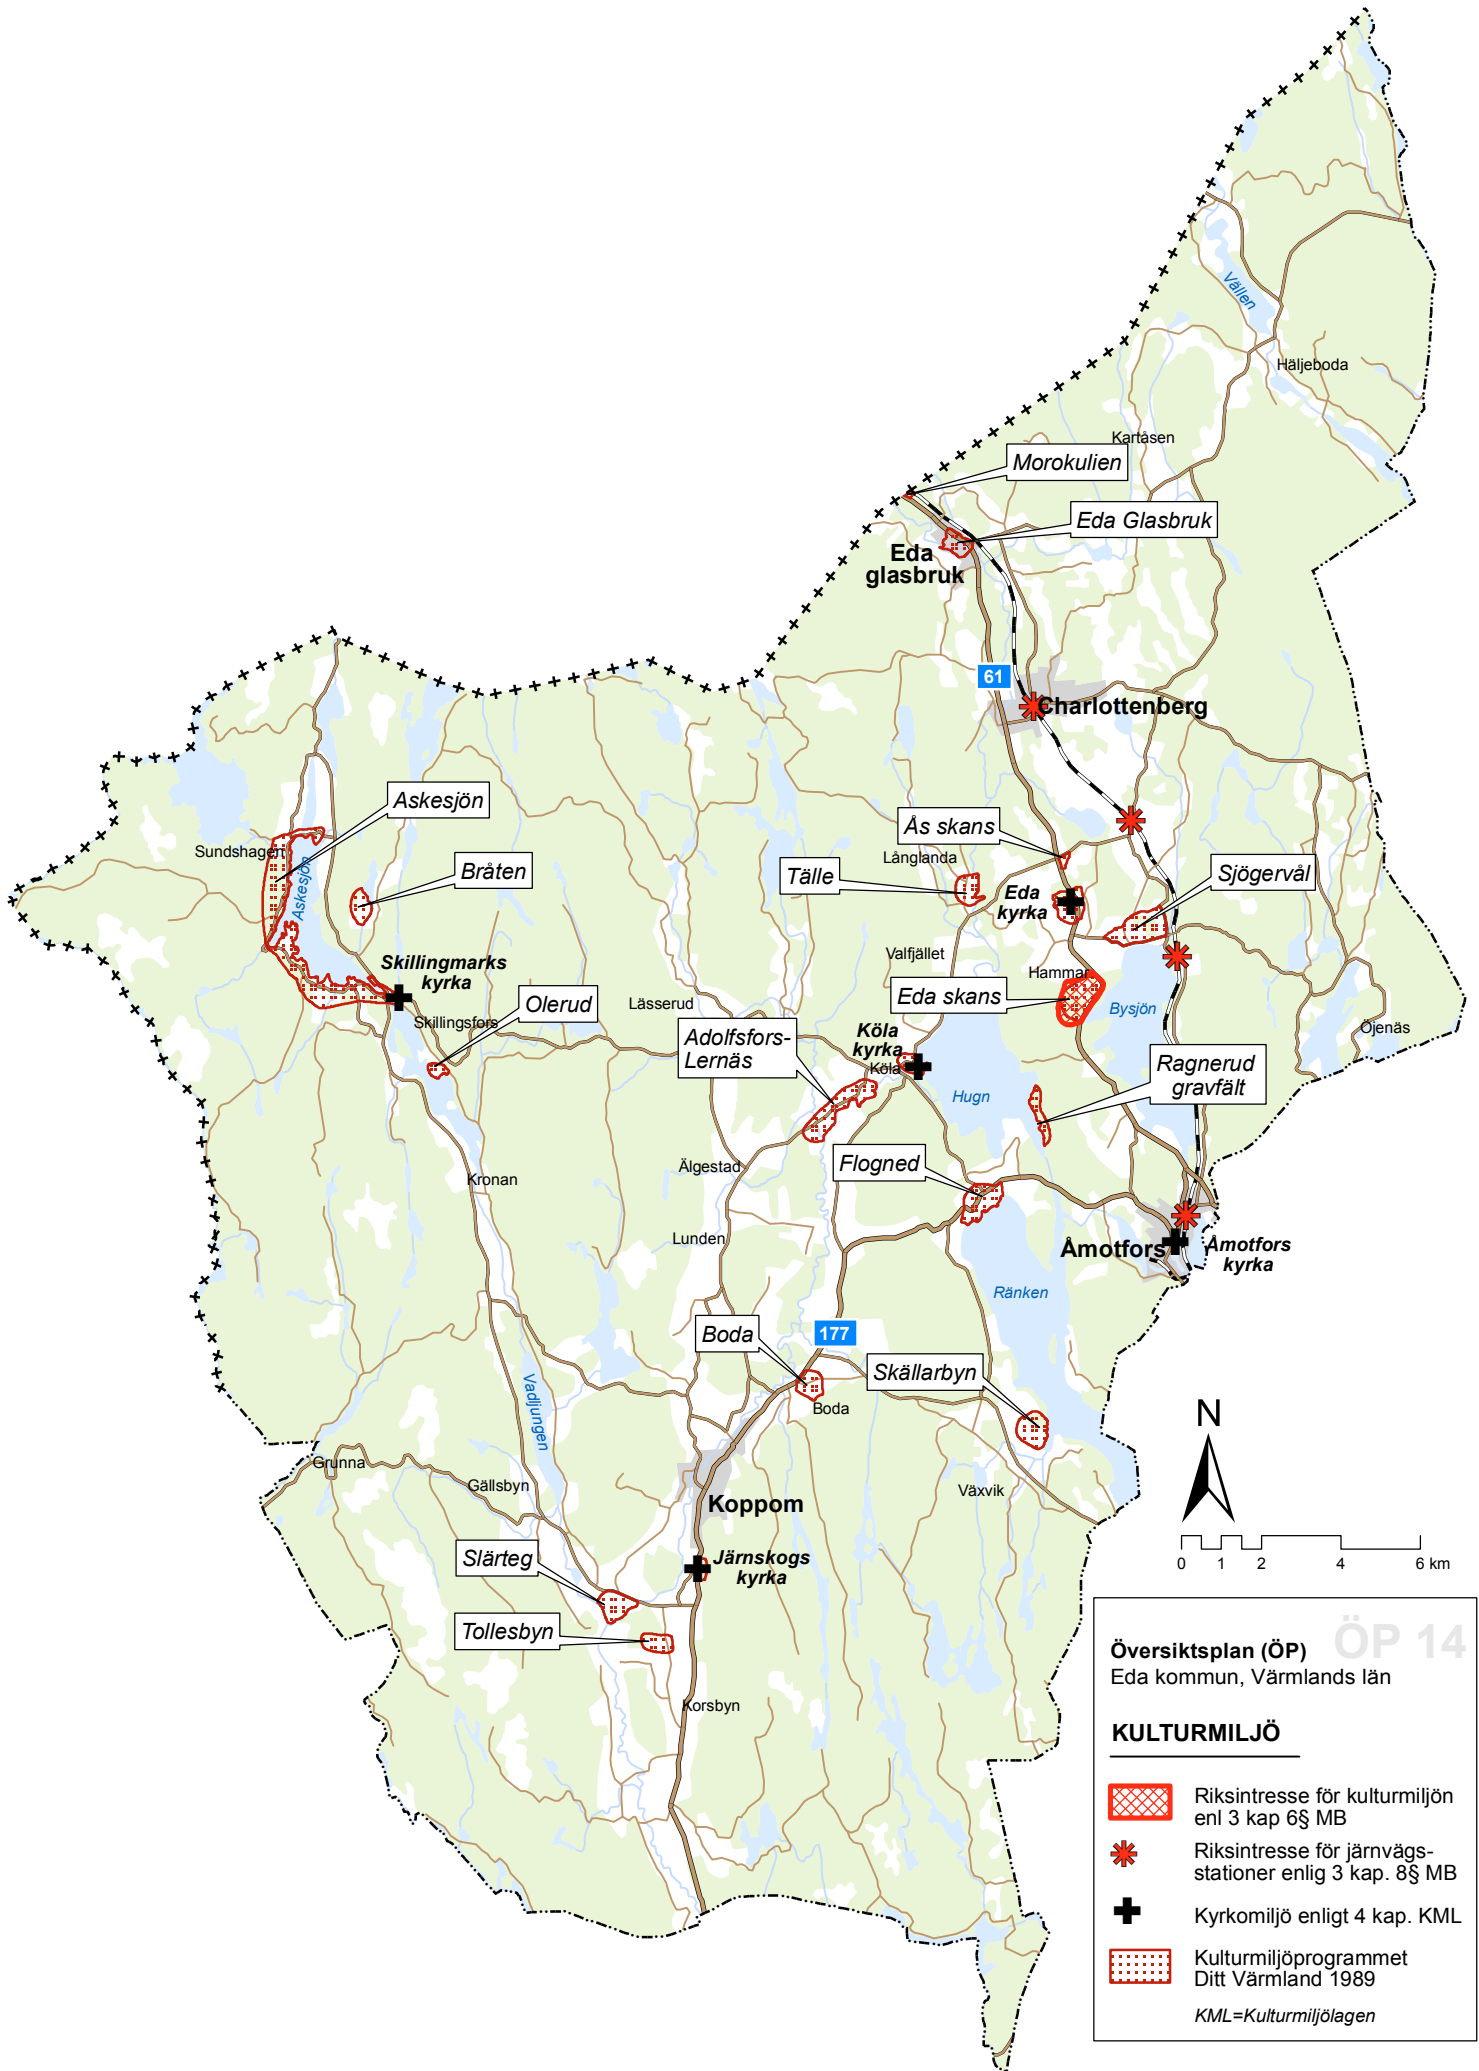 Vällen
Häljeboda
Kartåsen
Morokulien
Eda Glasbruk
Eda
glasbruk
61
Charlottenberg
Askesjön
Sundshagen
Askesjön
Bråten
Ås skans
Långlanda
Tälle
Sjögervål
Eda
kyrka
Valfjället
Skillingmarks
kyrka
Hammar
Eda skans
Bysjön
Olerud
Lässerud
Skillingsfors
Öjenäs
Adolfsfors-
Lernäs
Köla
kyrka
Köla
Ragnerud
gravfält
Hugn
Älgestad
Flogned
Kronan
Lunden
Åmotfors
Åmotfors
kyrka
Ränken
Boda
177
Skällarbyn
Vadljungen
Boda
N
Grunna
Gällsbyn
Växvik
Koppom
Slärteg
Järnskogs
kyrka
0 1 2 4 6 km
Tollesbyn
Korsbyn
ÖP 14
Översiktsplan (ÖP)
Eda kommun, Värmlands län
KULTURMILJÖ
Riksintresse för kulturmiljön
enl 3 kap 6§ MB
Riksintresse för järnvägs-
stationer enlig 3 kap. 8§ MB
Kyrkomiljö enligt 4 kap. KML
Kulturmiljöprogrammet
Ditt Värmland 1989
KML=Kulturmiljölagen